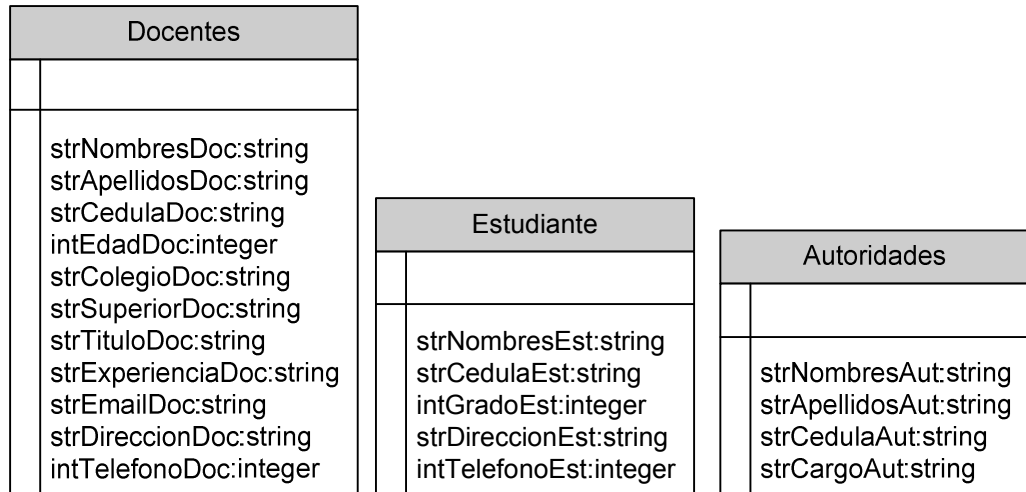 Docentes
strNombresDoc:string
strApellidosDoc:string
strCedulaDoc:string
intEdadDoc:integer
strColegioDoc:string
strSuperiorDoc:string
strTituloDoc:string
strExperienciaDoc:string
strEmailDoc:string
strDireccionDoc:string
intTelefonoDoc:integer
Estudiante
strNombresEst:string
strCedulaEst:string
intGradoEst:integer
strDireccionEst:string
intTelefonoEst:integer
Autoridades
strNombresAut:string
strApellidosAut:string
strCedulaAut:string
strCargoAut:string